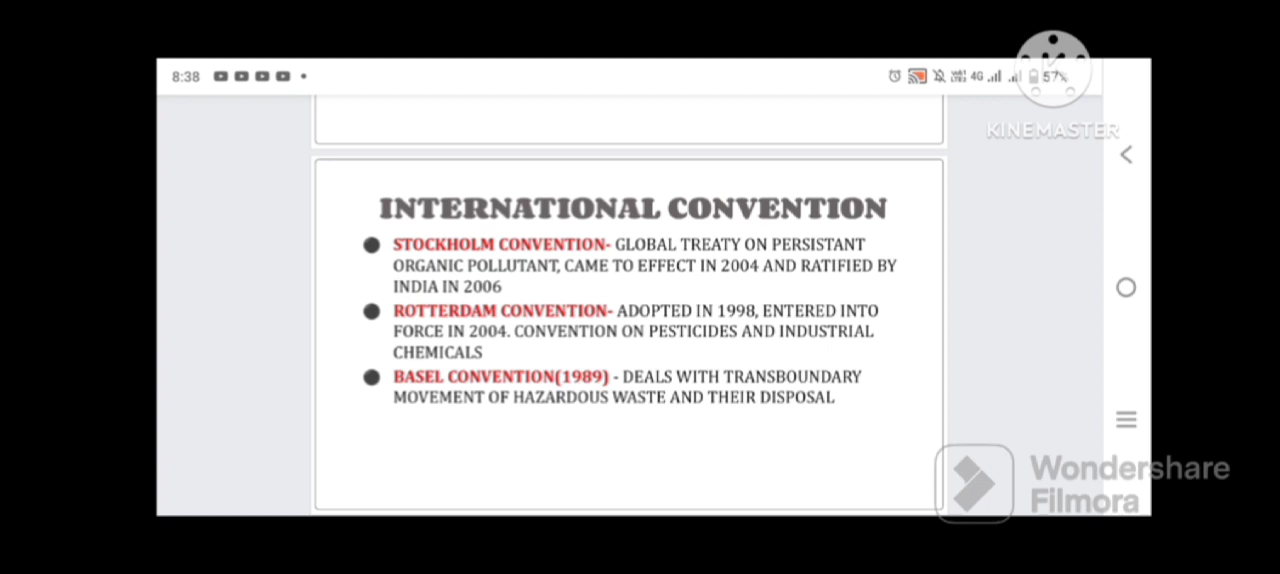 8:38
4G
57%
KINEMASTER
INTERNATIONAL CONVENTION
STOCKHOLM CONVENTION- GLOBAL TREATY ON PERSISTANT
ORGANIC POLLUTANT, CAME TO EFFECT IN 2004 AND RATIFIED BY
INDIA IN 2006
ROTTERDAM CONVENTION- ADOPTED IN 1998, ENTERED INTO
FORCE IN 2004. CONVENTION ON PESTICIDES AND INDUSTRIAL
CHEMICALS
BASEL CONVENTION(1989) - DEALS WITH TRANSBOUNDARY
MOVEMENT OF HAZARDOUS WASTE AND THEIR DISPOSAL
Wondershare
Filmora